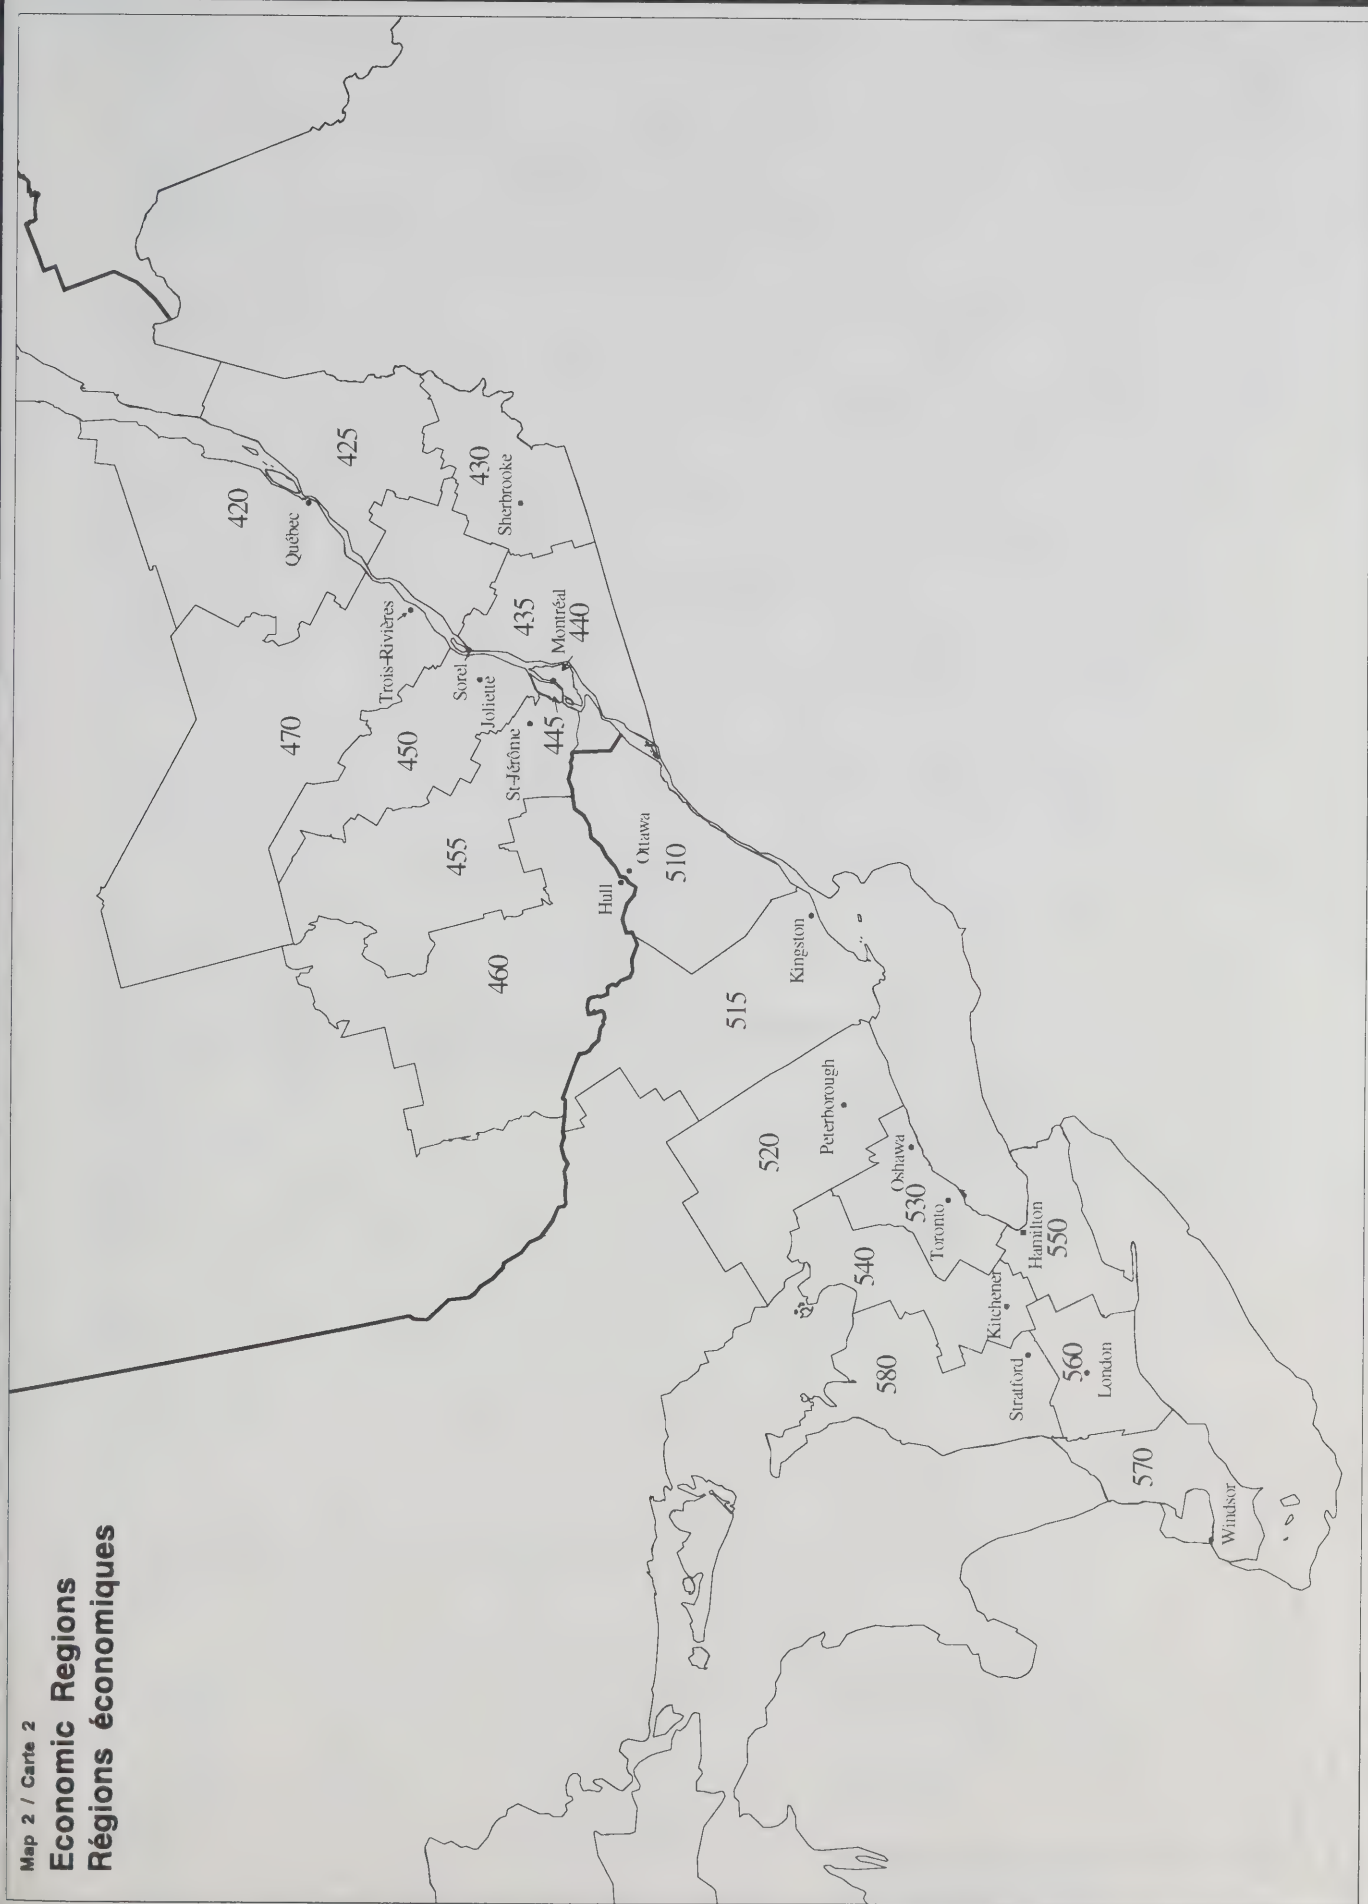 Map 2 / Carte 2
Economic Regions
Régions économiques
420
Québec
425
470
Trois-Rivières
430
Sherbrooke
450
Sorel
Joliette
435
Montréal
440
St-Jérôme
445
455
460
Hull
Ottawa
510
515
Kingston
520
Peterborough
Oshawa
530
Toronto
540
Hamilton
550
Kitchener
580
Stratford
560
London
570
Windsor